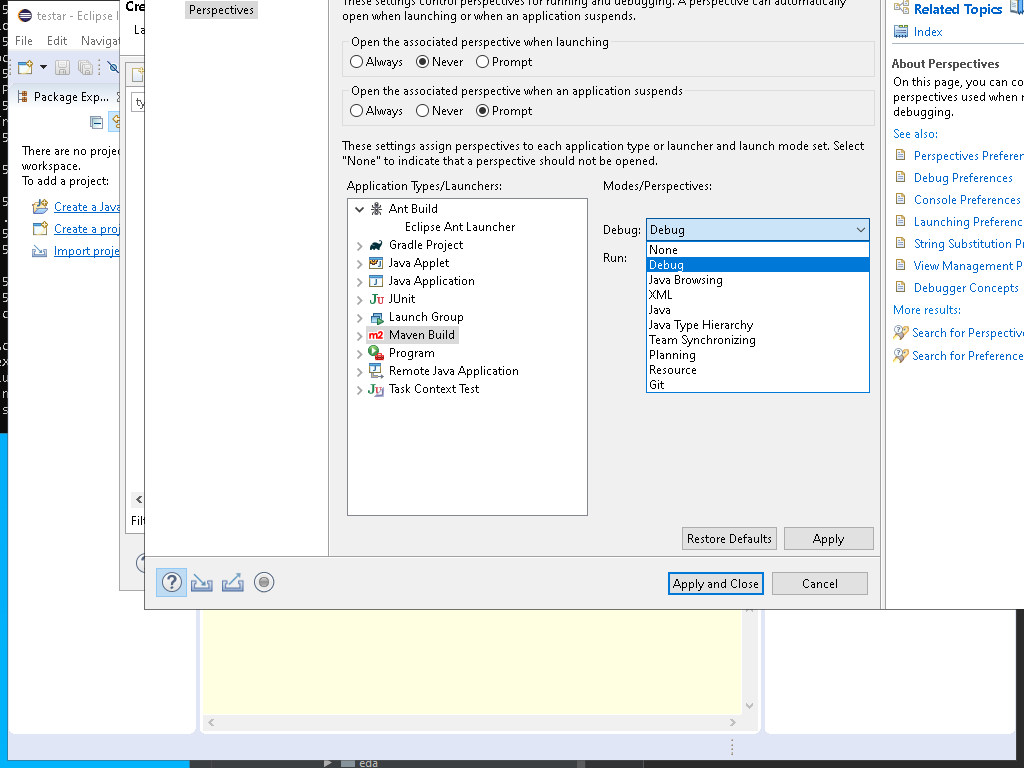 testar - Eclipse I
File Edit Navigat
Package Exp...
There are no proje
workspace.
To add a project:
Create a Java
Create a proj
Import proje
Cre
La
ty
Filt
Perspectives
These settings control perspectives for running and debugging. A perspective can automatically
open when launching or when an application suspends.
Open the associated perspective when launching
Always Never Prompt
Open the associated perspective when an application suspends
Always Never Prompt
These settings assign perspectives to each application type or launcher and launch mode set. Select
"None" to indicate that a perspective should not be opened.
Application Types/Launchers:
Ant Build
Eclipse Ant Launcher
Gradle Project
Java Applet
Java Application
JUnit
Launch Group
Maven Build
Program
Remote Java Application
Task Context Test
Modes/Perspectives:
Debug: Debug
Run:
None
Debug
Java Browsing
XML
Java
Java Type Hierarchy
Team Synchronizing
Planning
Resource
Git
Restore Defaults Apply
Apply and Close Cancel
Related Topics
Index
About Perspectives
On this page, you can co
perspectives used when r
debugging.
See also:
Perspectives Preferen
Debug Preferences
Console Preferences
Launching Preferenc
String Substitution P
View Management P
Debugger Concepts
More results:
Search for Perspective
Search for Preference
eda